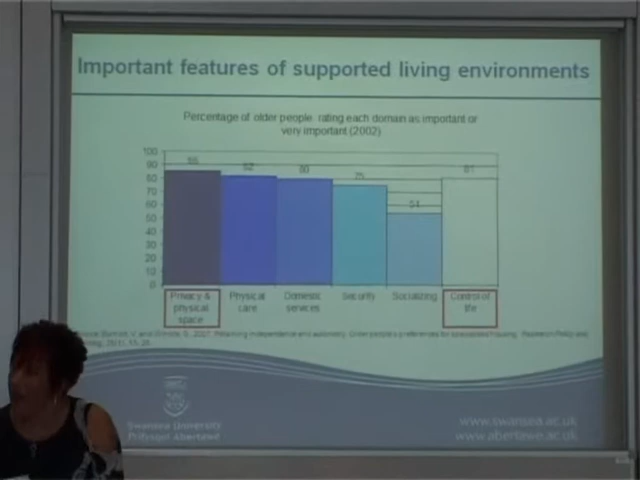 Important features of supported living environments
Percentage of older people rating each domain as important or
very important (2002)
100
90
80
70
60
50
40
30
20
10
0
80
75
54
81
Privacy & physical space
Physical care
Domestic services
Security
Socializing
Control of life
Swansea University
Prifysgol Abertawe
www.swansea.ac.uk
www.abertawe.ac.uk